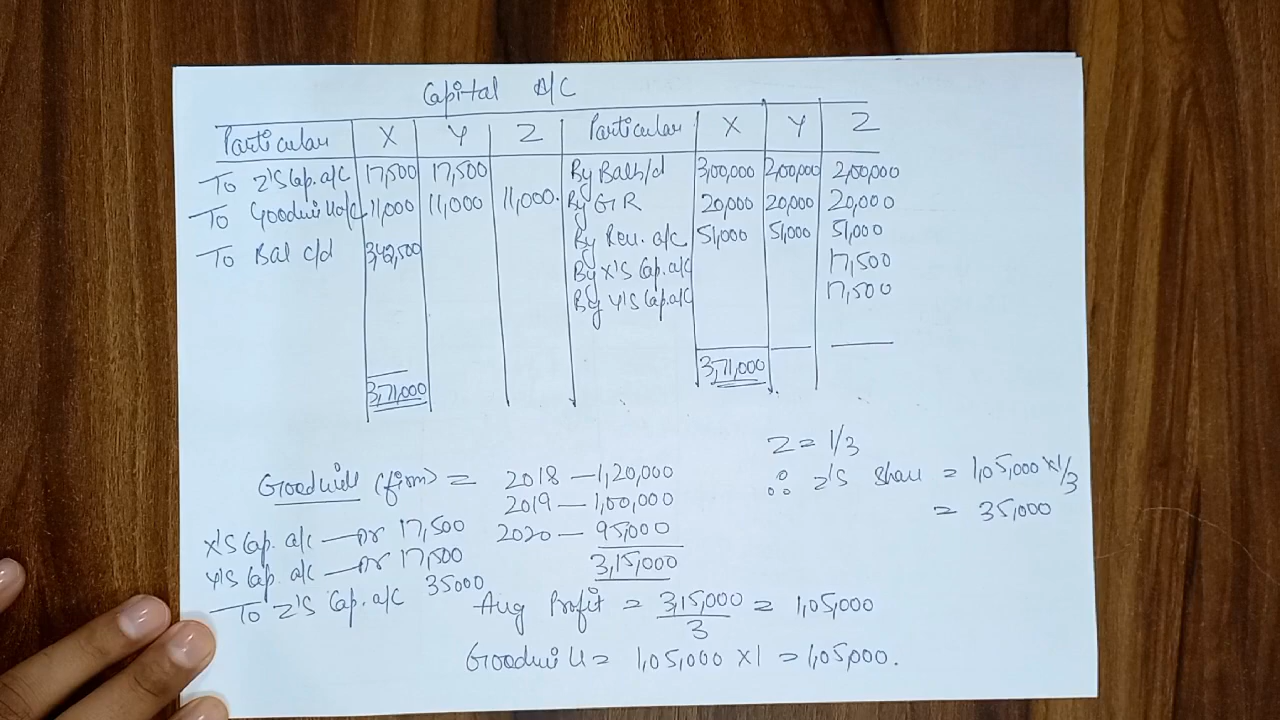 Capital A/C
Particular X Y Z Particular X Y Z
To Z'S Cap. a/c 17,500 17,500 By Bal b/d 3,00,000 2,00,000 2,00,000
To Goodwill a/c 11,000 11,000 11,000. By GR 20,000 20,000 20,000
To Bal c/d 3,42,500 By Rev. a/c 51,000 51,000 51,000
By X'S Cap. a/c 17,500
By Y'S Cap. a/c 17,500
3,71,000
3,71,000
Z = 1/3
Goodwill (firm) = 2018 — 1,20,000
∴ Z'S Share = 1,05,000 x 1/3
2019 — 1,00,000
= 35,000
X'S Cap. a/c — Dr 17,500 2020 — 95,000
Y'S Cap. a/c — Dr 17,500 3,15,000
To Z'S Cap. a/c 35000
Avg Profit = 3,15,000/3 = 1,05,000
Goodwill = 1,05,000 X 1 = 1,05,000.